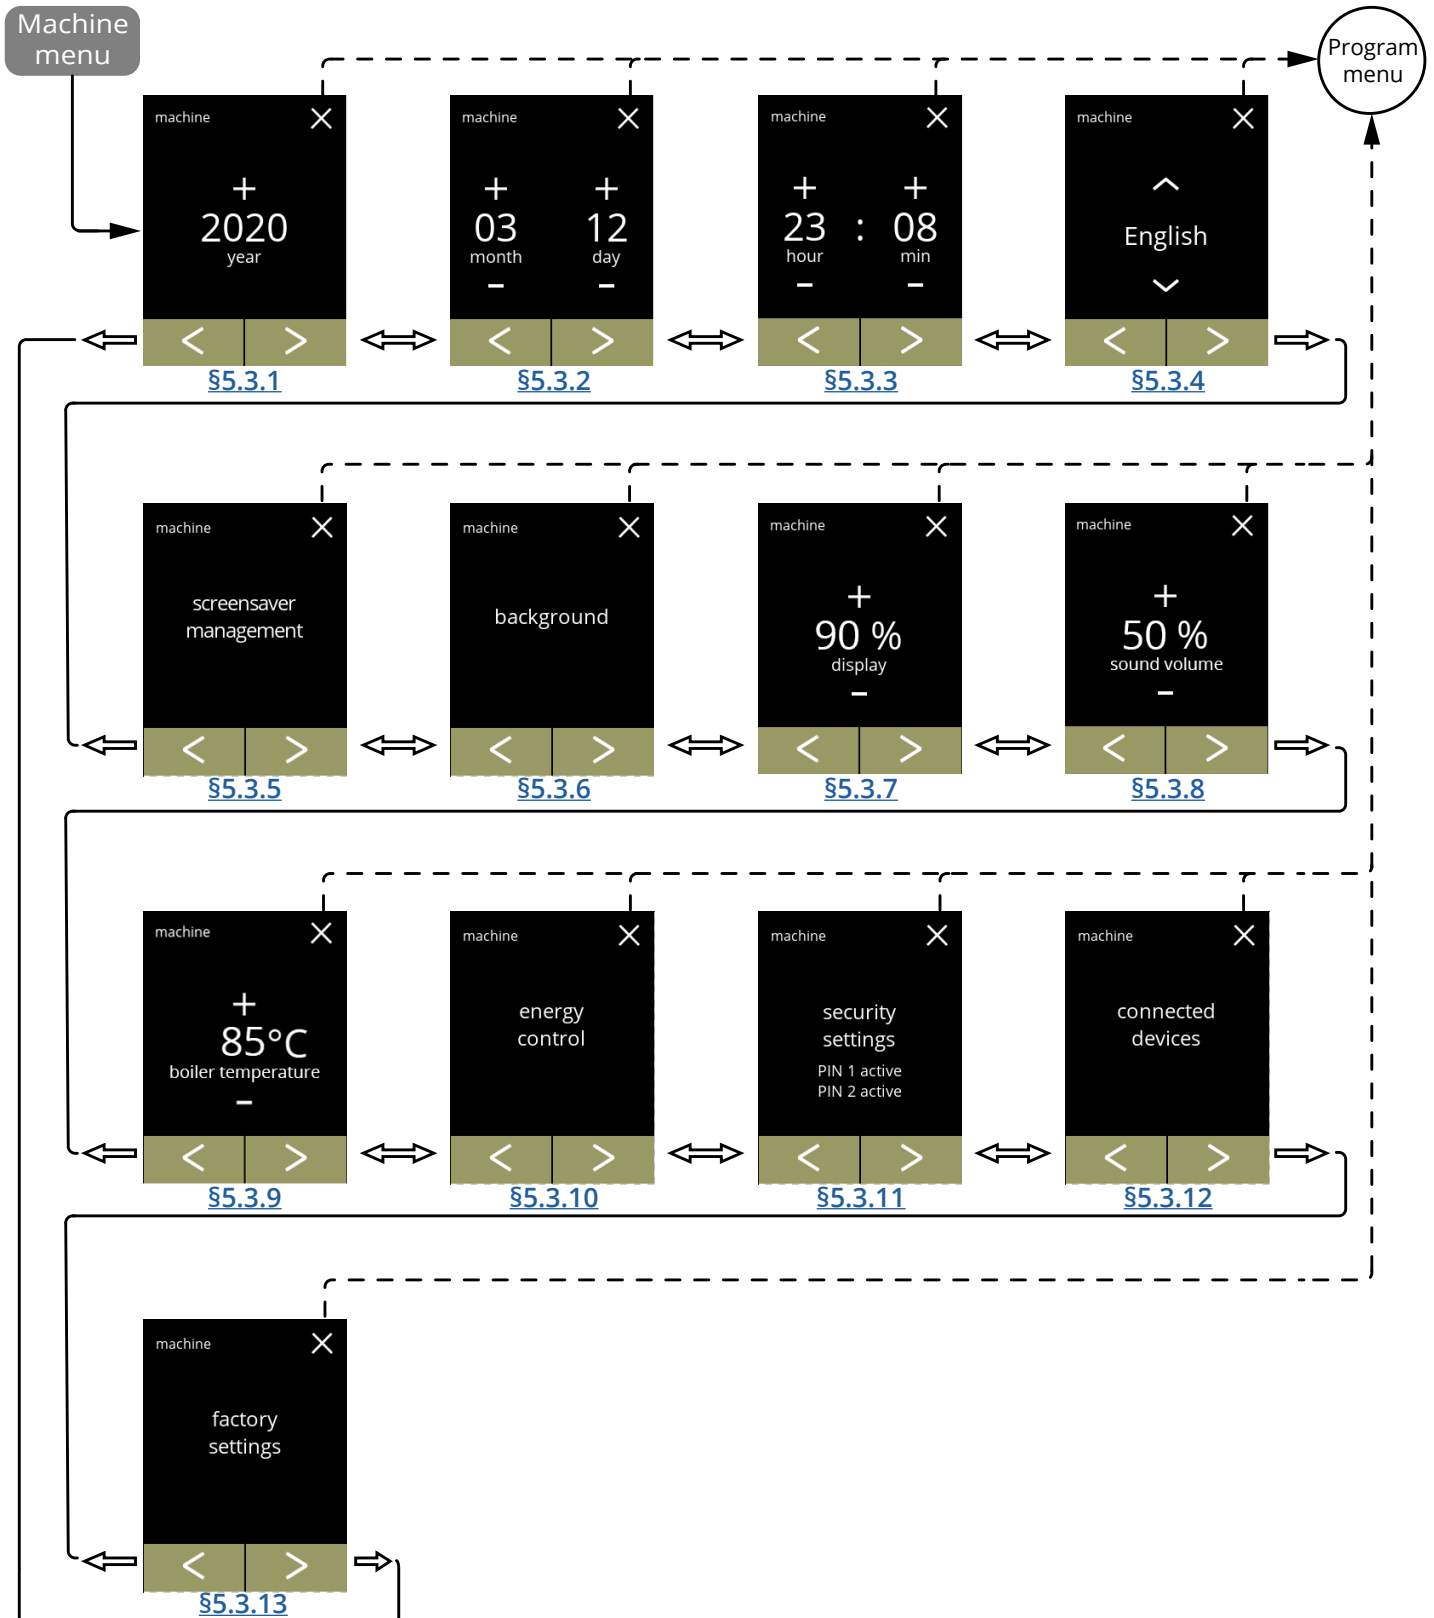 Machine
menu
Program
menu
machine
+
2020
year
machine
+ +
03 12
month day
– –
machine
+ +
23 : 08
hour min
– –
machine
English
§5.3.1
§5.3.2
§5.3.3
§5.3.4
machine
screensaver
management
machine
background
machine
+
90 %
display
–
machine
+
50 %
sound volume
–
§5.3.5
§5.3.6
§5.3.7
§5.3.8
machine
+
85°C
boiler temperature
–
machine
energy
control
machine
security
settings
PIN 1 active
PIN 2 active
machine
connected
devices
§5.3.9
§5.3.10
§5.3.11
§5.3.12
machine
factory
settings
§5.3.13